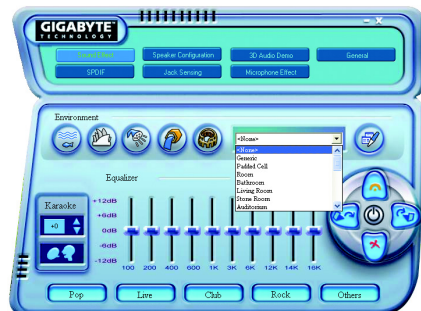 GIGABYTE™
TECHNOLOGY
Sound Effect
Speaker Configuration
3D Audio Demo
General
SPDIF
Jack Sensing
Microphone Effect
Environment
<None>
<None>
Generic
Padded Cell
Room
Bathroom
Living Room
Stone Room
Auditorium
Equalizer
Karaoke
+0
+12dB
+6dB
0dB
-6dB
-12dB
100 200 400 600 1K 3K 6K 12K 14K 16K
Pop
Live
Club
Rock
Others